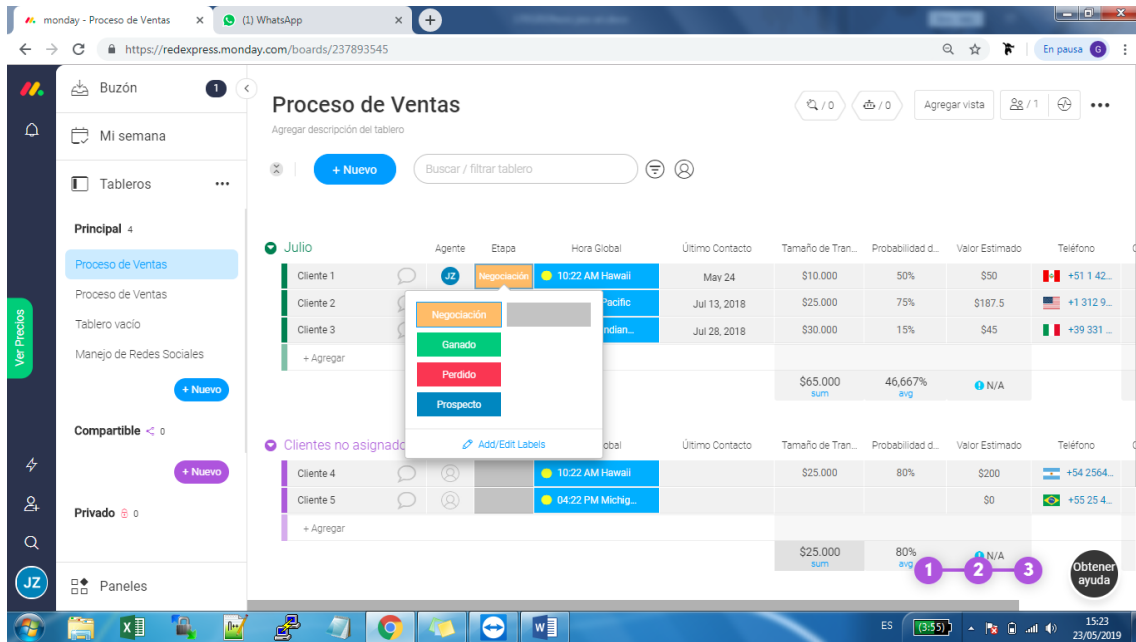 monday - Proceso de Ventas
(1) WhatsApp
https://redexpress.monday.com/boards/237893545
En pausa G
Buzón 1
Mi semana
Tableros
Principal 4
Proceso de Ventas
Proceso de Ventas
Tablero vacío
Manejo de Redes Sociales
+ Nuevo
Compartible 0
+ Nuevo
Privado 0
Paneles
Ver Precios
JZ
Proceso de Ventas
Agregar descripción del tablero
/ 0
/ 0
Agregar vista
/ 1
+ Nuevo
Buscar / filtrar tablero
Julio Agente Etapa Hora Global Último Contacto Tamaño de Tran... Probabilidad d... Valor Estimado Teléfono
Cliente 1 JZ Negociación 10:22 AM Hawaii May 24 $10.000 50% $50 +51 1 42...
Cliente 2 Pacific Jul 13, 2018 $25.000 75% $187.5 +1 312 9...
Cliente 3 Indian... Jul 28, 2018 $30.000 15% $45 +39 331 ...
+ Agregar
$65.000 46,667% N/A
sum avg
Negociación
Ganado
Perdido
Prospecto
Add/Edit Labels
Clientes no asignado obal Último Contacto Tamaño de Tran... Probabilidad d... Valor Estimado Teléfono
Cliente 4 10:22 AM Hawaii $25.000 80% $200 +54 2564...
Cliente 5 04:22 PM Michig... $0 +55 25 4...
+ Agregar
$25.000 80% N/A
sum avg
1 2 3
Obtener
ayuda
ES (3:55) 15:23
23/05/2019